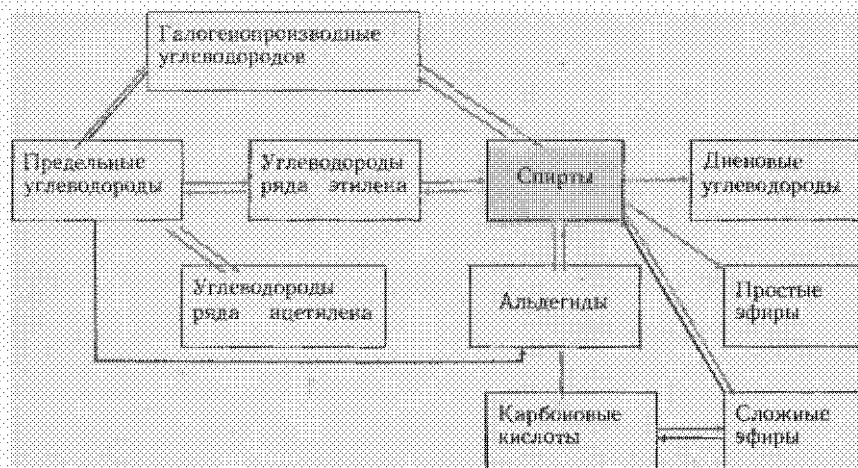 Галогенопроизводные
углеводородов
Предельные
углеводороды
Углеводороды
ряда этилена
Спирты
Диеновые
углеводороды
Углеводороды
ряда ацетилена
Альдегиды
Простые
эфиры
Карбоновые
кислоты
Сложные
эфиры